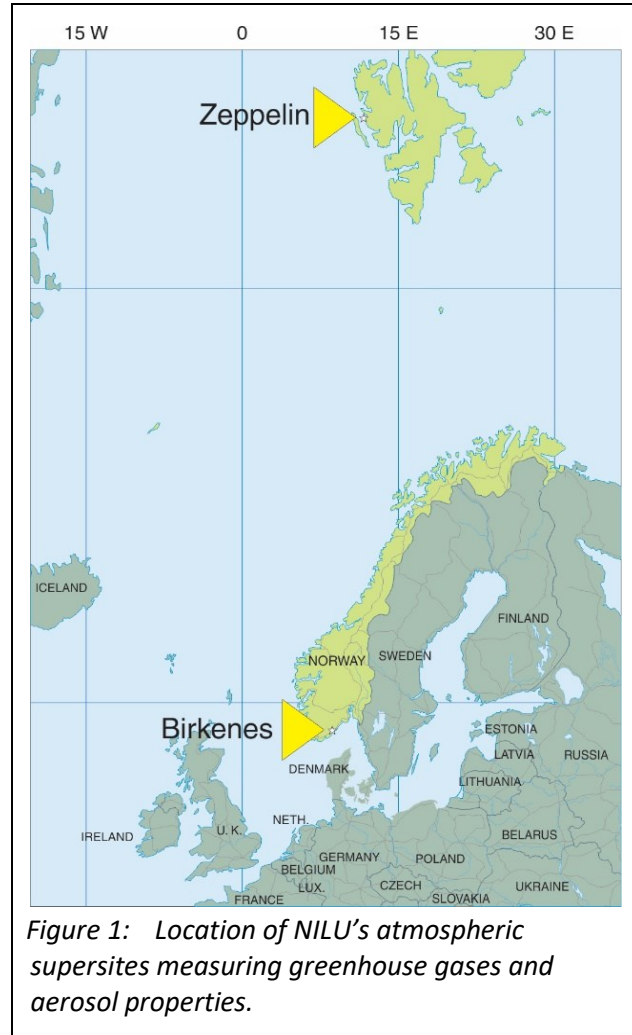 15 W 0 15 E 30 E
Zeppelin
ICELAND
FINLAND
NORWAY
SWEDEN
Birkenes
ESTONIA
LATVIA
RUSSIA
DENMARK
LITHUANIA
IRELAND
U. K.
NETH.
BELARUS
GERMANY
POLAND
BELGIUM
LUX.
CZECH
UKRAINE
FRANCE
SLOVAKIA
Figure 1: Location of NILU's atmospheric
supersites measuring greenhouse gases and
aerosol properties.